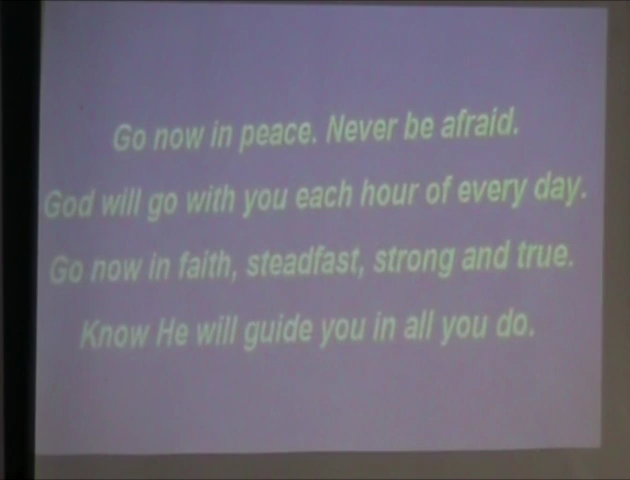 Go now in peace. Never be afraid.
God will go with you each hour of every day.
Go now in faith, steadfast, strong and true.
Know He will guide you in all you do.